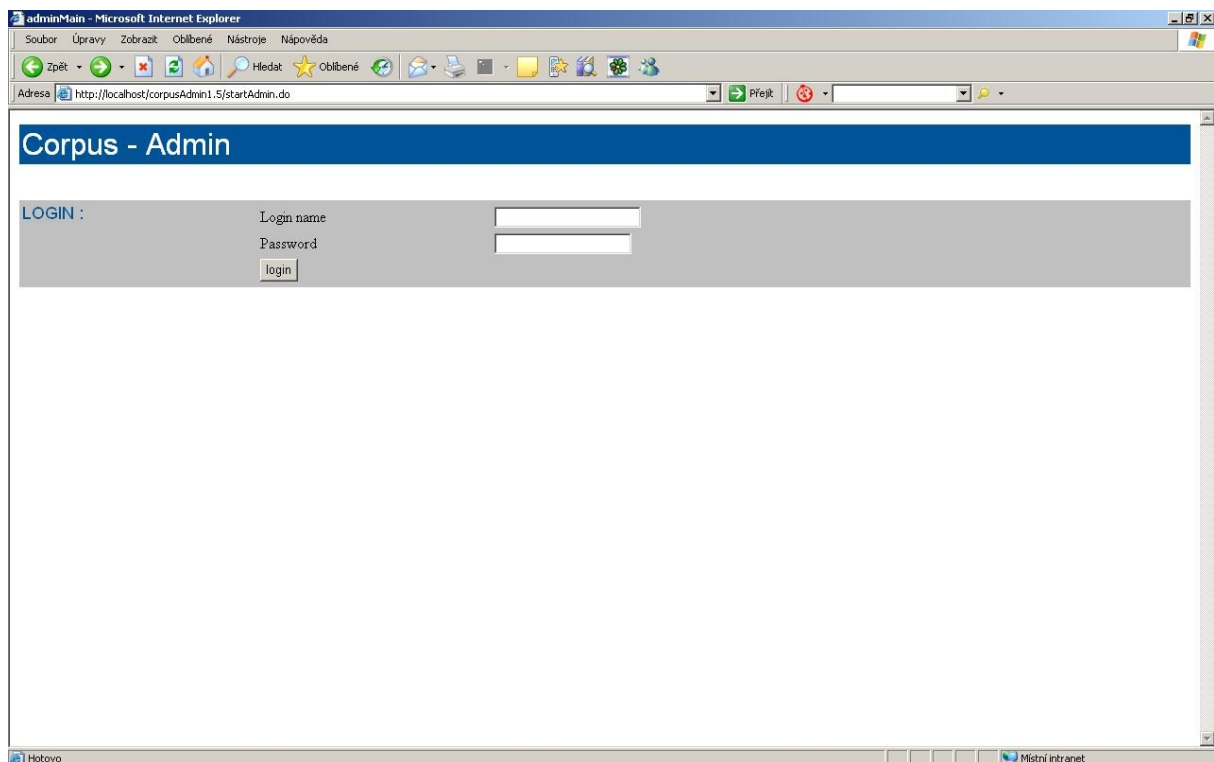 adminMain - Microsoft Internet Explorer
Soubor Úpravy Zobrazit Oblíbené Nástroje Nápověda
Zpět Hledat Oblíbené
Adresa http://localhost/corpusAdmin1.5/startAdmin.do Přejít
Corpus - Admin
LOGIN : Login name
Password
login
Hotovo Místní intranet